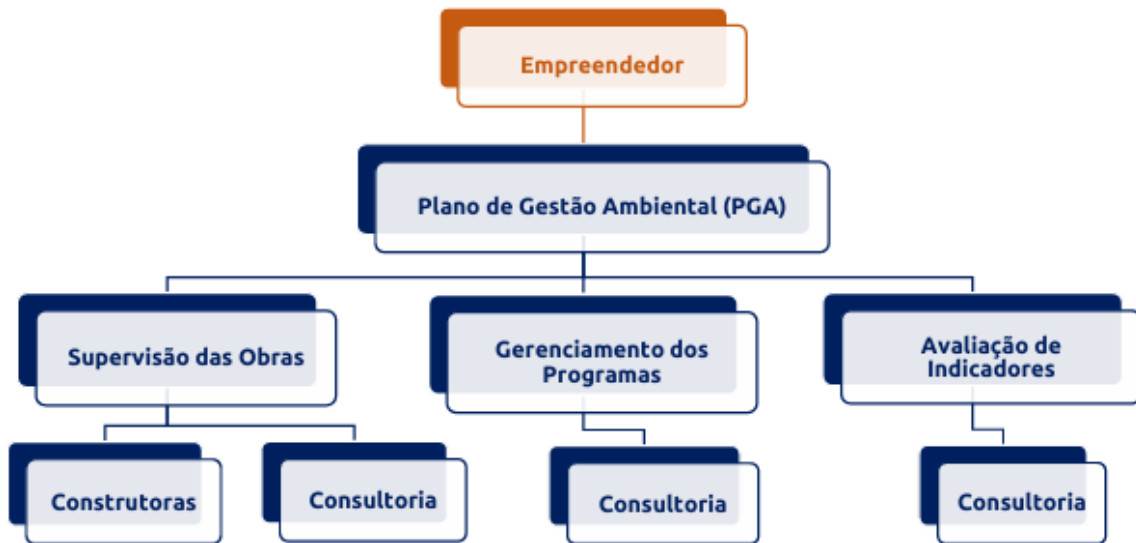 Empreendedor
Plano de Gestão Ambiental (PGA)
Supervisão das Obras
Gerenciamento dos
Programas
Avaliação de
Indicadores
Construtoras
Consultoria
Consultoria
Consultoria